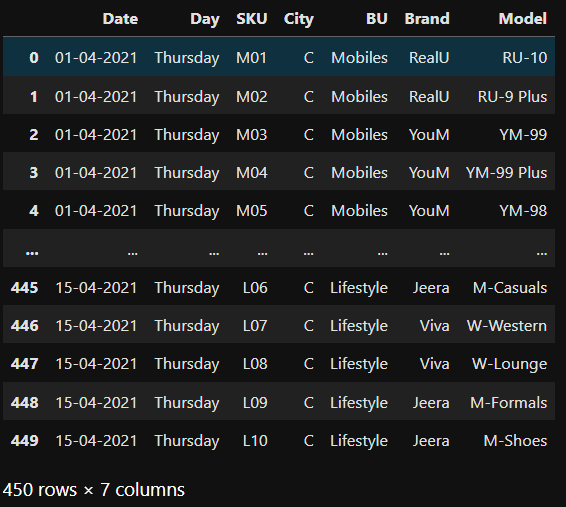 Date Day SKU City BU Brand Model
0 01-04-2021 Thursday M01 C Mobiles RealU RU-10
1 01-04-2021 Thursday M02 C Mobiles RealU RU-9 Plus
2 01-04-2021 Thursday M03 C Mobiles YouM YM-99
3 01-04-2021 Thursday M04 C Mobiles YouM YM-99 Plus
4 01-04-2021 Thursday M05 C Mobiles YouM YM-98
... ... ... ... ... ... ... ...
445 15-04-2021 Thursday L06 C Lifestyle Jeera M-Casuals
446 15-04-2021 Thursday L07 C Lifestyle Viva W-Western
447 15-04-2021 Thursday L08 C Lifestyle Viva W-Lounge
448 15-04-2021 Thursday L09 C Lifestyle Jeera M-Formals
449 15-04-2021 Thursday L10 C Lifestyle Jeera M-Shoes
450 rows × 7 columns